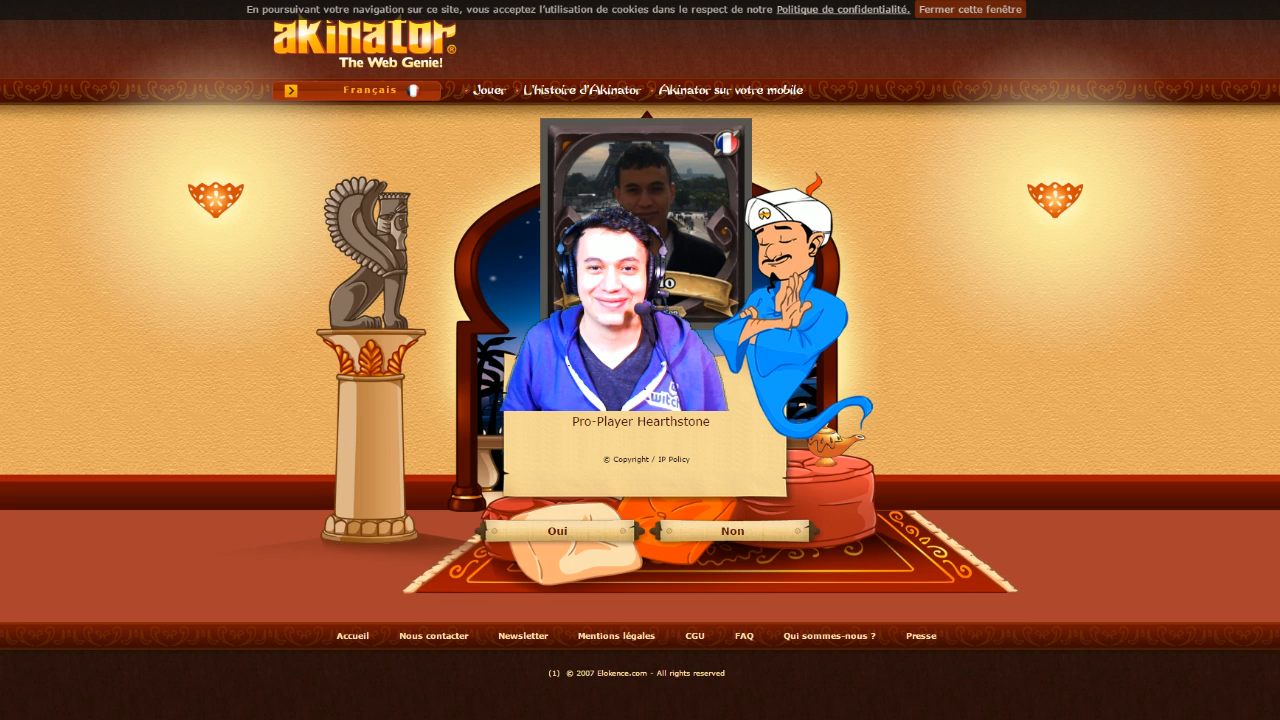 En poursuivant votre navigation sur ce site, vous acceptez l'utilisation de cookies dans le respect de notre Politique de confidentialité. Fermer cette fenêtre
akinator®
The Web Genie!
Français
- Jouer - L'histoire d'Akinator - Akinator sur votre mobile
witch
Pro-Player Hearthstone
© Copyright / IP Policy
Oui Non
Accueil Nous contacter Newsletter Mentions légales CGU FAQ Qui sommes-nous ? Presse
(1) © 2007 Elokence.com - All rights reserved